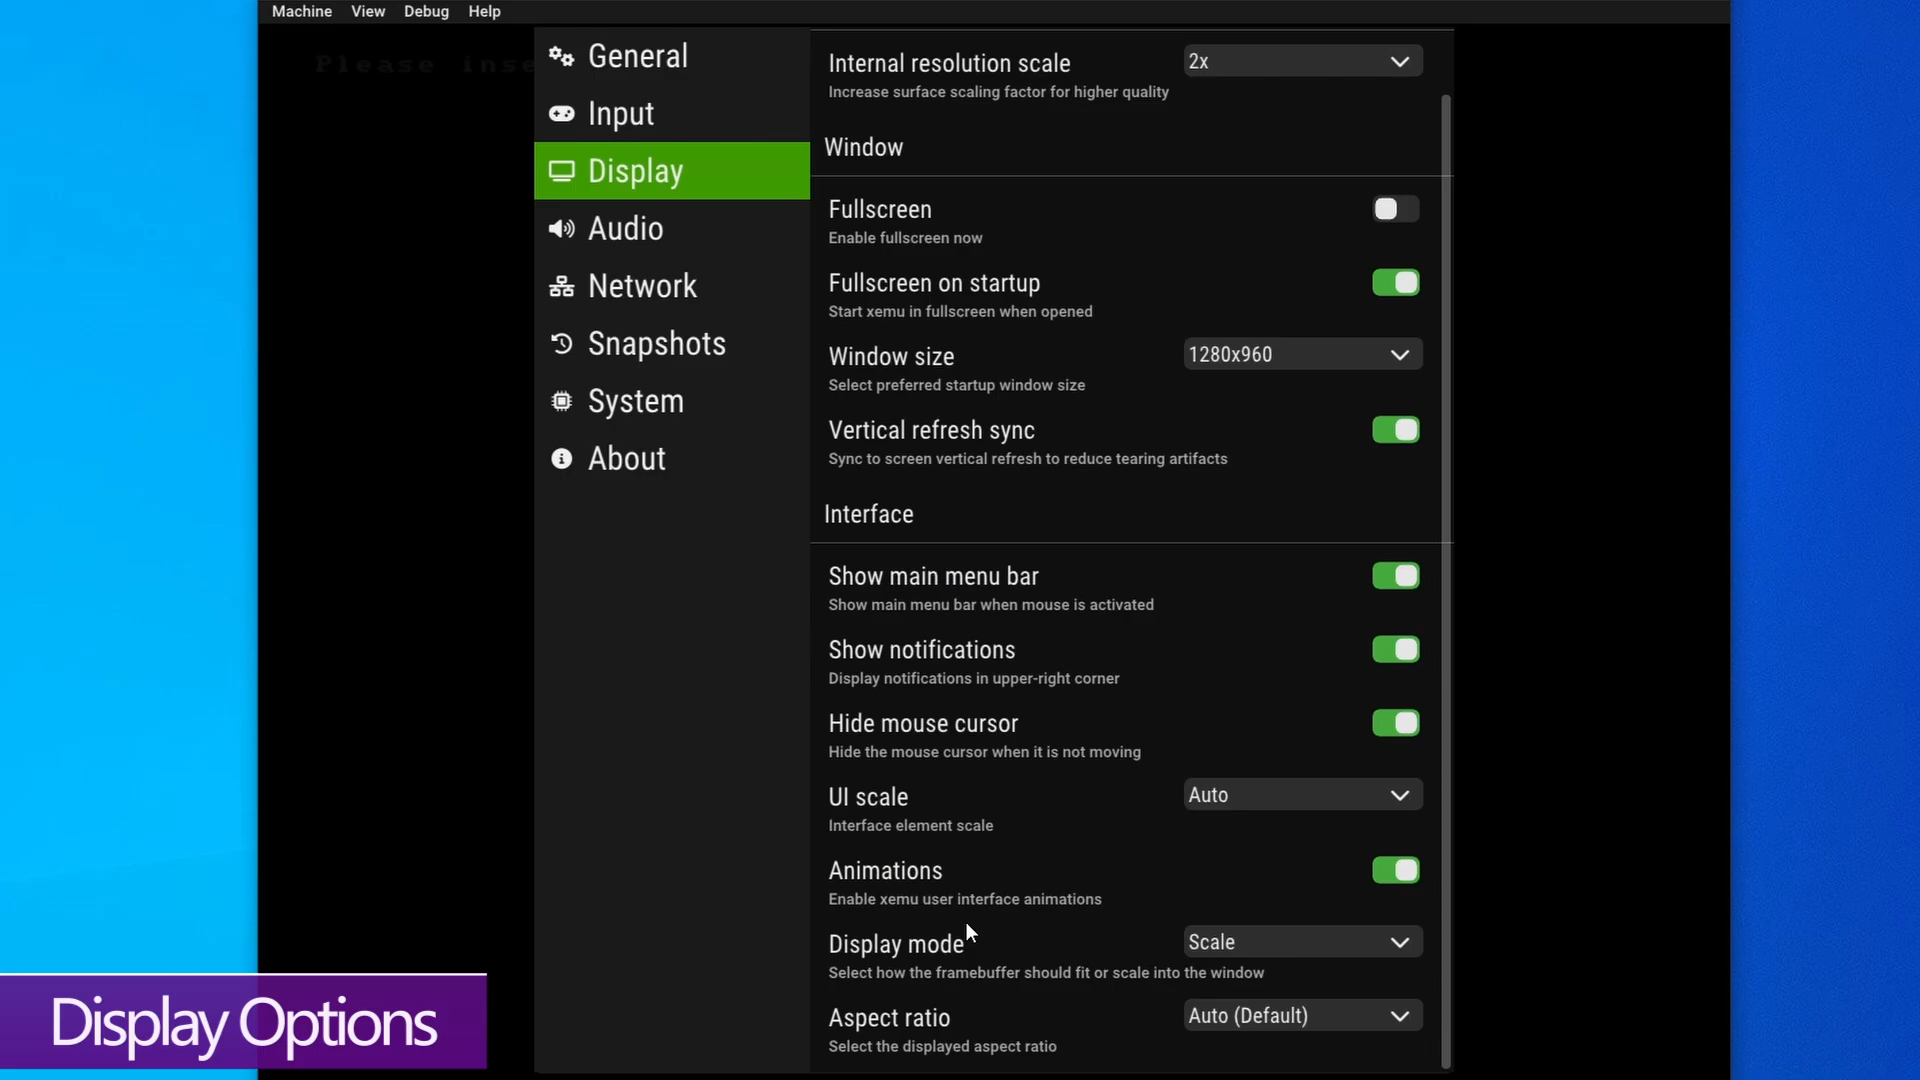 Machine View Debug Help
Please inse
General
Input
Display
Audio
Network
Snapshots
System
About
Internal resolution scale 2x
Increase surface scaling factor for higher quality
Window
Fullscreen
Enable fullscreen now
Fullscreen on startup
Start xemu in fullscreen when opened
Window size 1280x960
Select preferred startup window size
Vertical refresh sync
Sync to screen vertical refresh to reduce tearing artifacts
Interface
Show main menu bar
Show main menu bar when mouse is activated
Show notifications
Display notifications in upper-right corner
Hide mouse cursor
Hide the mouse cursor when it is not moving
UI scale Auto
Interface element scale
Animations
Enable xemu user interface animations
Display mode Scale
Select how the framebuffer should fit or scale into the window
Aspect ratio Auto (Default)
Select the displayed aspect ratio
Display Options